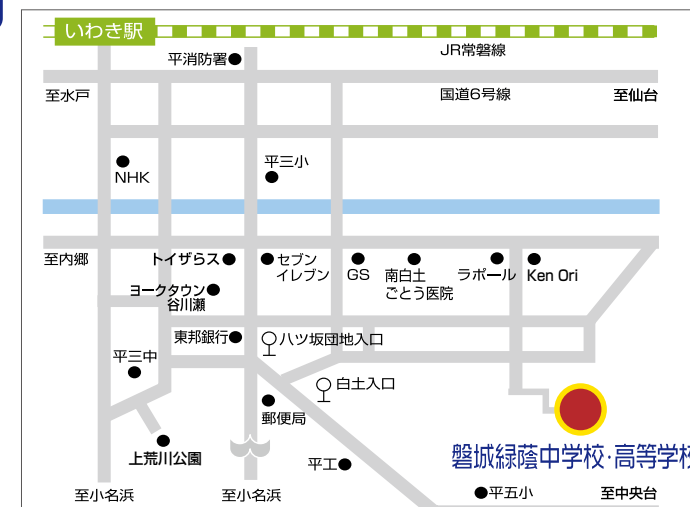 いわき駅
JR常磐線
平消防署
至水戸
国道6号線
至仙台
NHK
平三小
至内郷
トイザらス
セブン
イレブン
GS
南白土
ごとう医院
ラポール
Ken Ori
ヨークタウン
谷川瀬
東邦銀行
八ツ坂団地入口
平三中
白土入口
郵便局
上荒川公園
平工
磐城緑蔭中学校・高等学校
至小名浜
至小名浜
平五小
至中央台